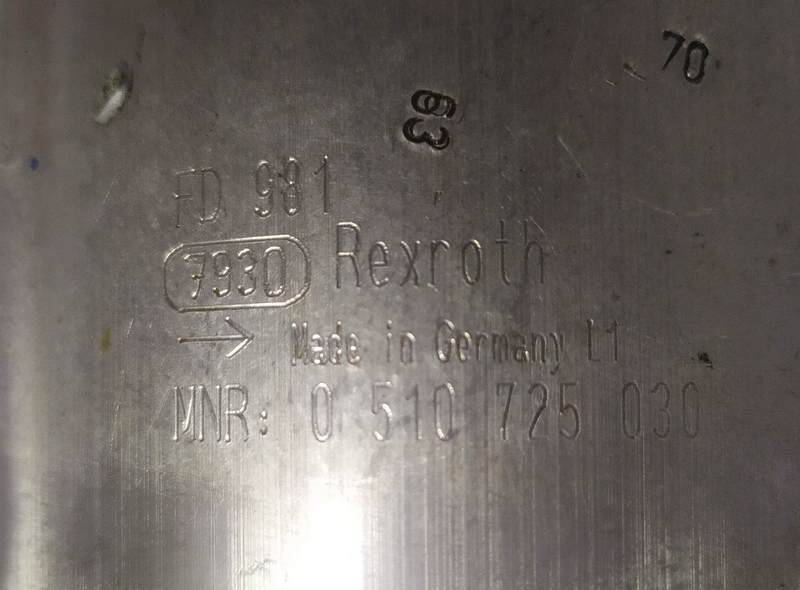 70
63
FD 981
7930 Rexroth
→ Made in Germany L1
MNR: 0 510 725 030